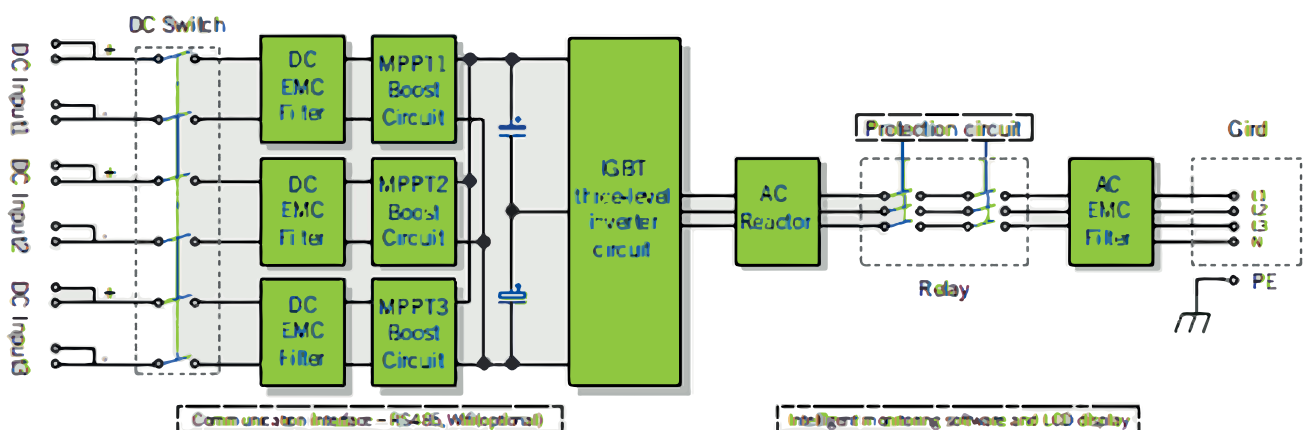 DC Switch
DC Input1
DC Input2
DC Input3
+
+
+
DC
EMC
Filter
MPPT1
Boost
Circuit
DC
EMC
Filter
MPPT2
Boost
Circuit
DC
EMC
Filter
MPPT3
Boost
Circuit
IGBT
three-level
inverter
circuit
AC
Reactor
Protection circuit
Relay
AC
EMC
Filter
Gird
L1
L2
L3
N
PE
Communication Interface - RS485, Wifi(optional)
Intelligent monitoring software and LCD display